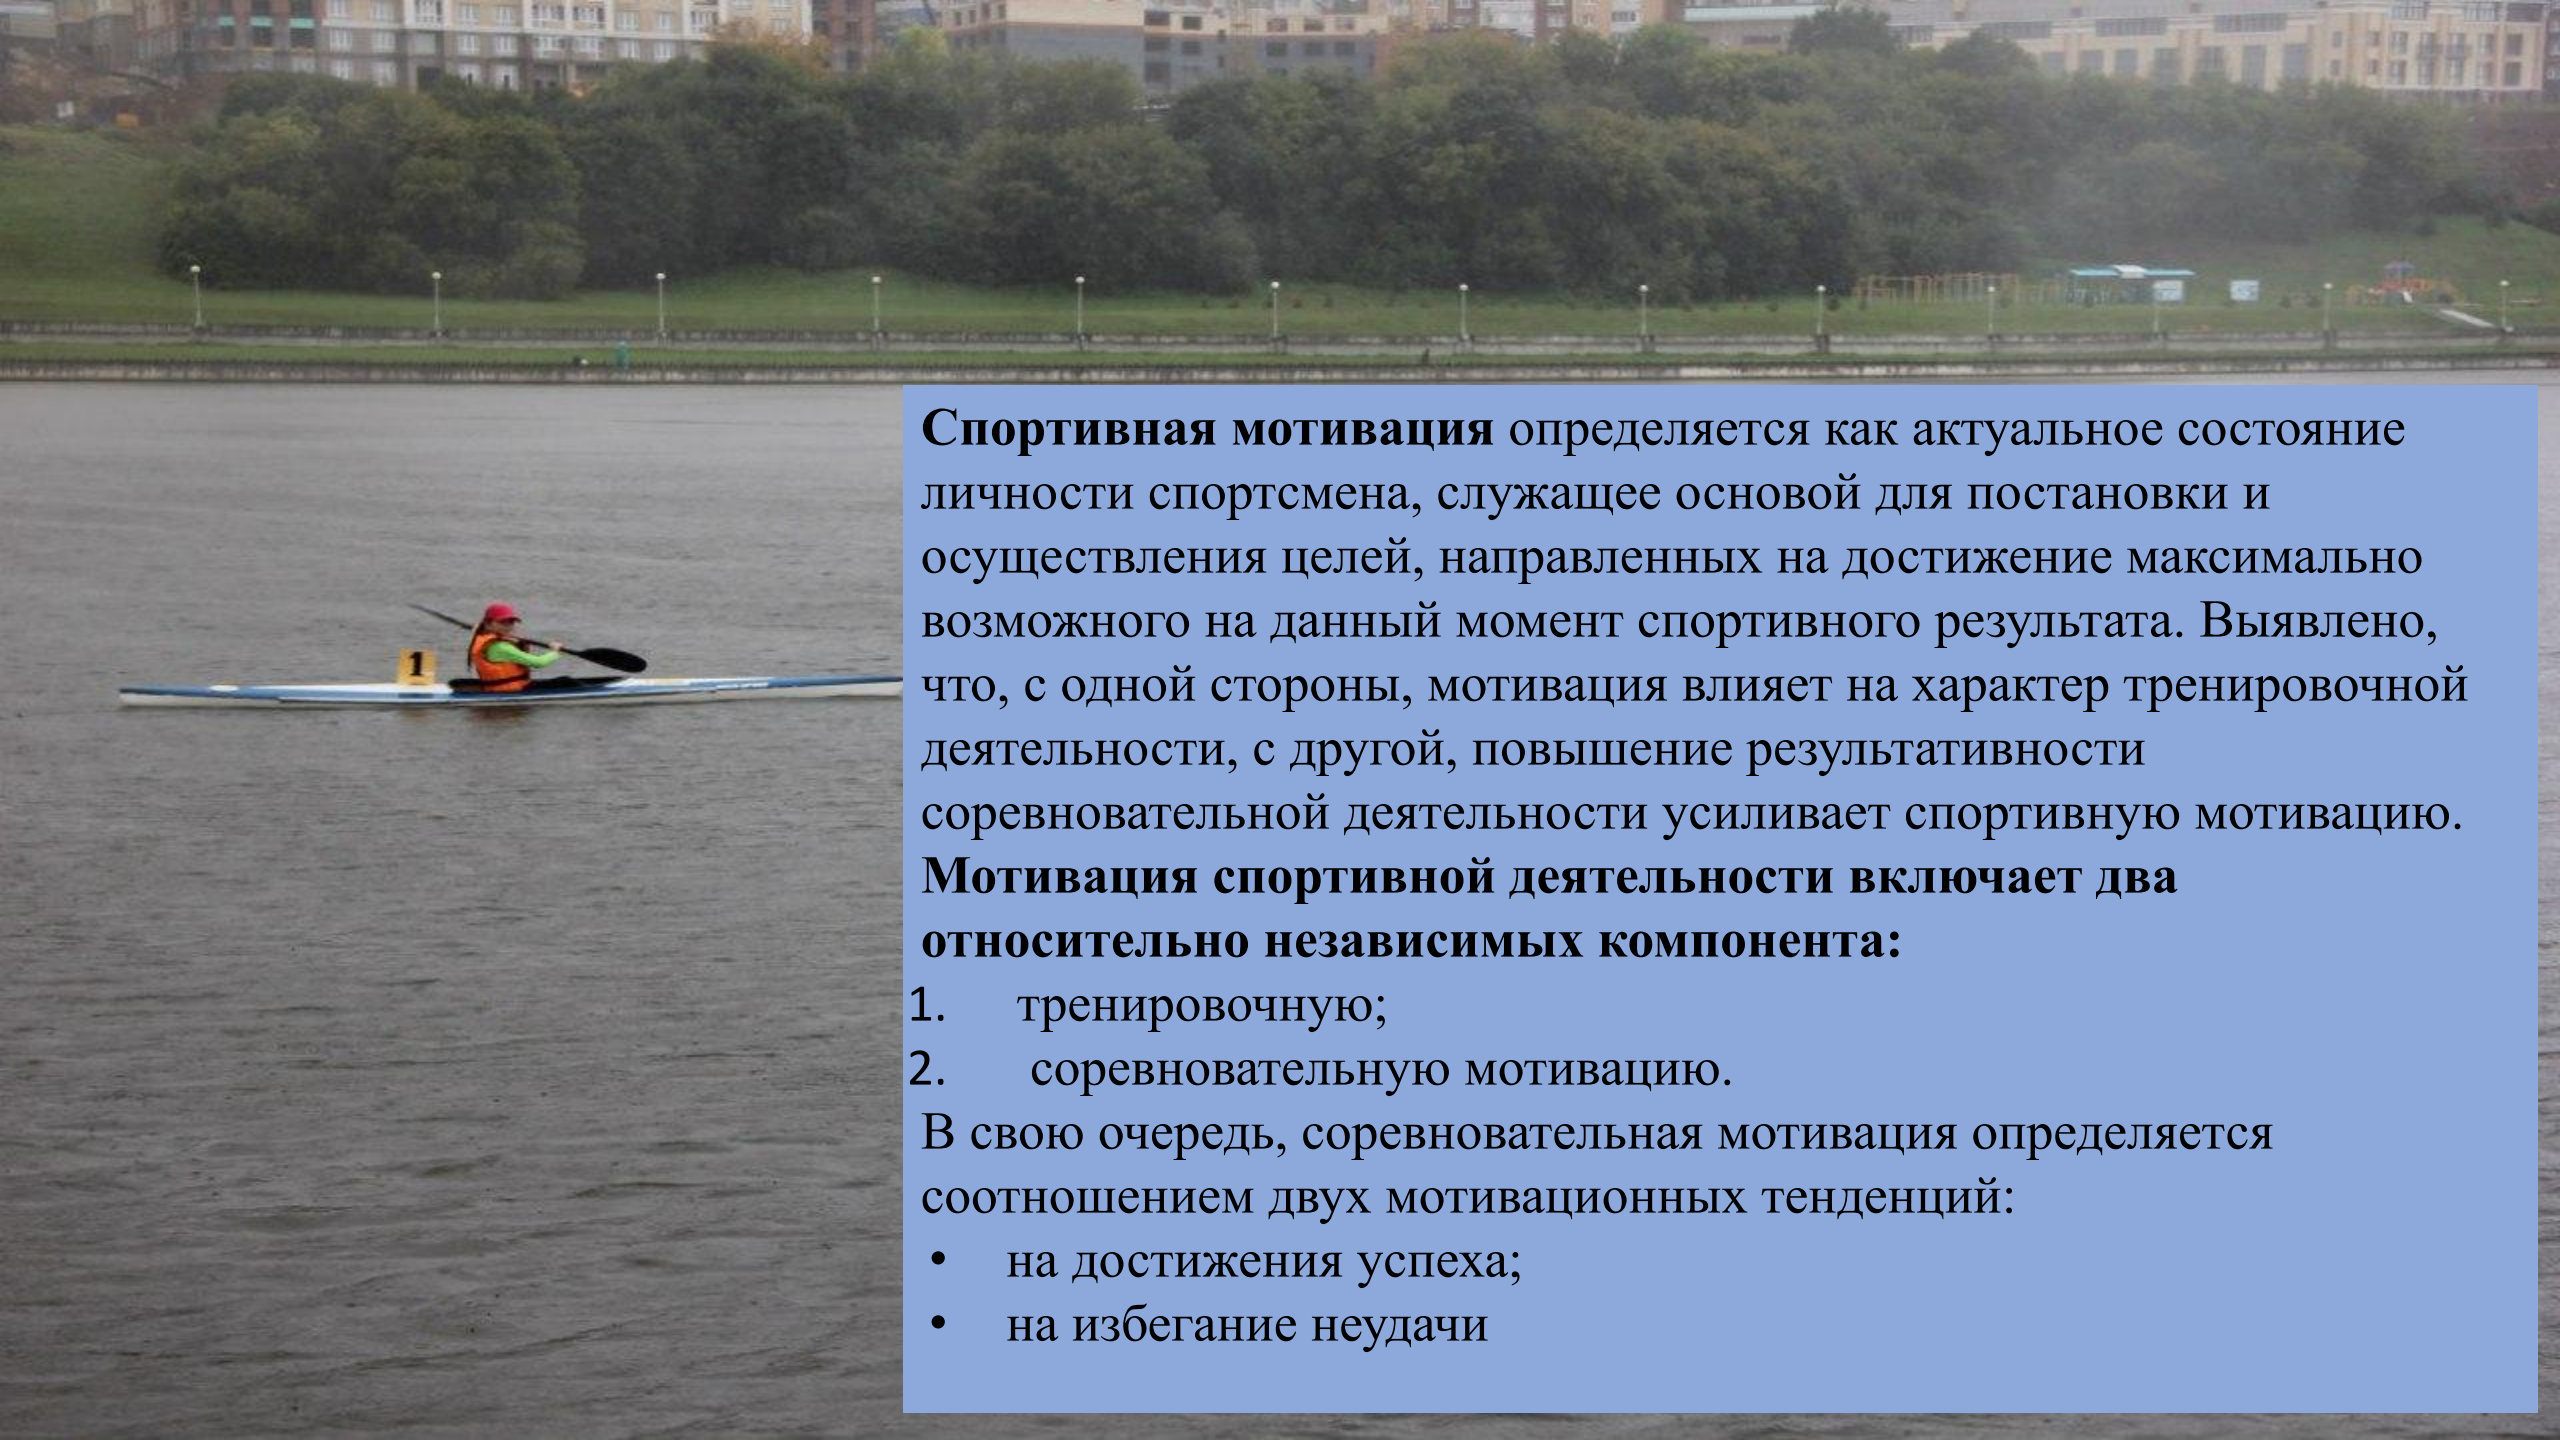 Спортивная мотивация определяется как актуальное состояние
личности спортсмена, служащее основой для постановки и
осуществления целей, направленных на достижение максимально
возможного на данный момент спортивного результата. Выявлено,
что, с одной стороны, мотивация влияет на характер тренировочной
деятельности, с другой, повышение результативности
соревновательной деятельности усиливает спортивную мотивацию.
Мотивация спортивной деятельности включает два
относительно независимых компонента:
1. тренировочную;
2. соревновательную мотивацию.
В свою очередь, соревновательная мотивация определяется
соотношением двух мотивационных тенденций:
• на достижения успеха;
• на избегание неудачи
1